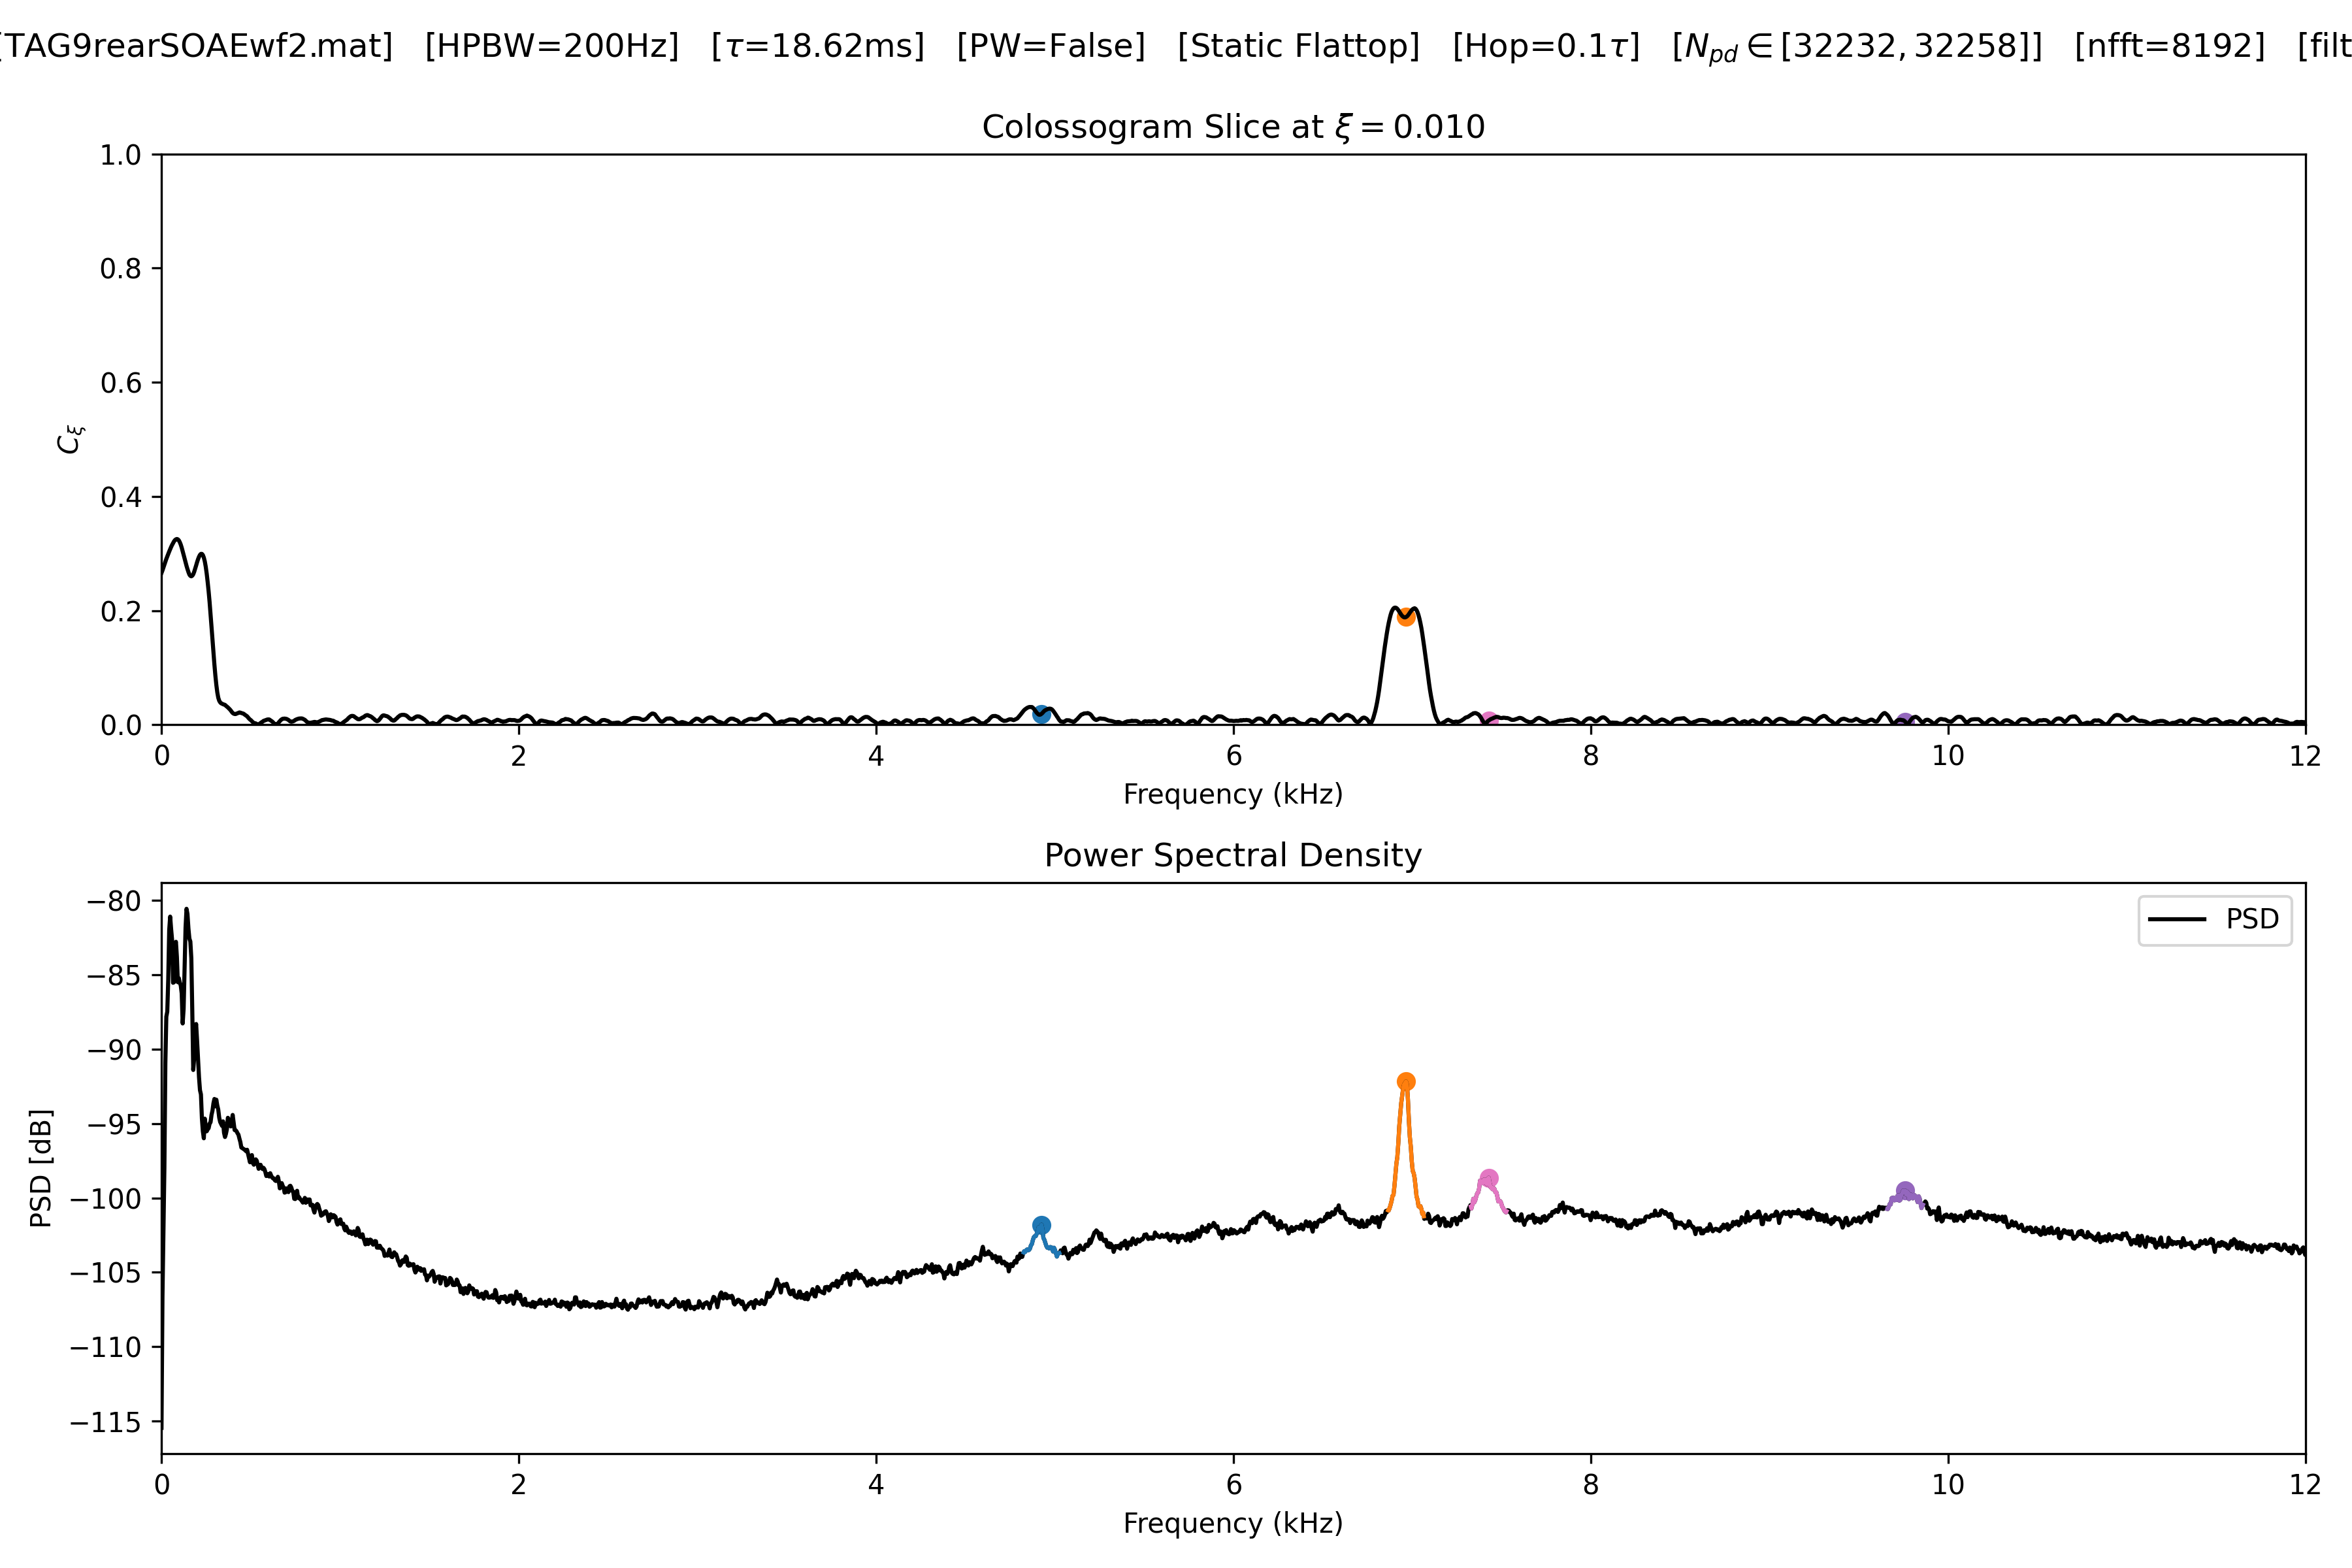 [TAG9rearSOAEwf2.mat] [HPBW=200Hz] [τ=18.62ms] [PW=False] [Static Flattop] [Hop=0.1τ] [N_pd ∈ [32232, 32258]] [nfft=8192] [filt
Colossogram Slice at ξ = 0.010
1.0
0.8
0.6
0.4
0.2
0.0
C_ξ
0 2 4 6 8 10 12
Frequency (kHz)
Power Spectral Density
PSD
−80
−85
−90
−95
−100
−105
−110
−115
PSD [dB]
0 2 4 6 8 10 12
Frequency (kHz)